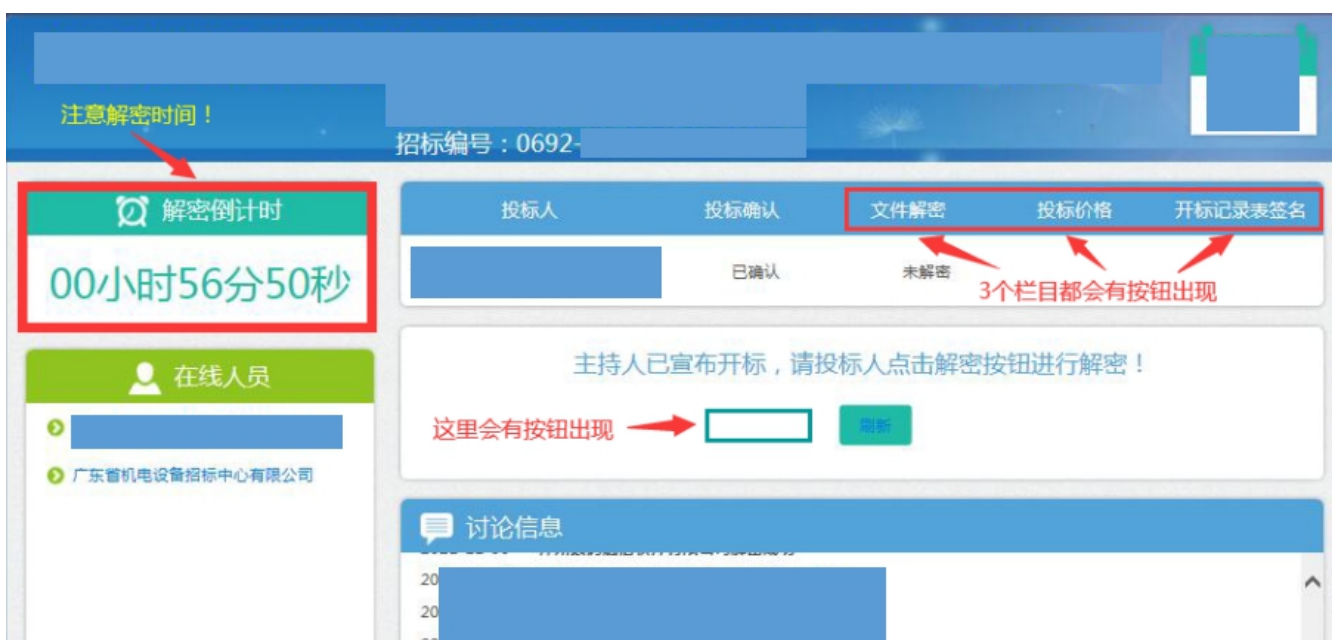 注意解密时间！
招标编号：0692-
解密倒计时
00小时56分50秒
投标人 投标确认 文件解密 投标价格 开标记录表签名
已确认 未解密
3个栏目都会有按钮出现
主持人已宣布开标，请投标人点击解密按钮进行解密！
这里会有按钮出现 刷新
在线人员
广东省机电设备招标中心有限公司
讨论信息
20
20